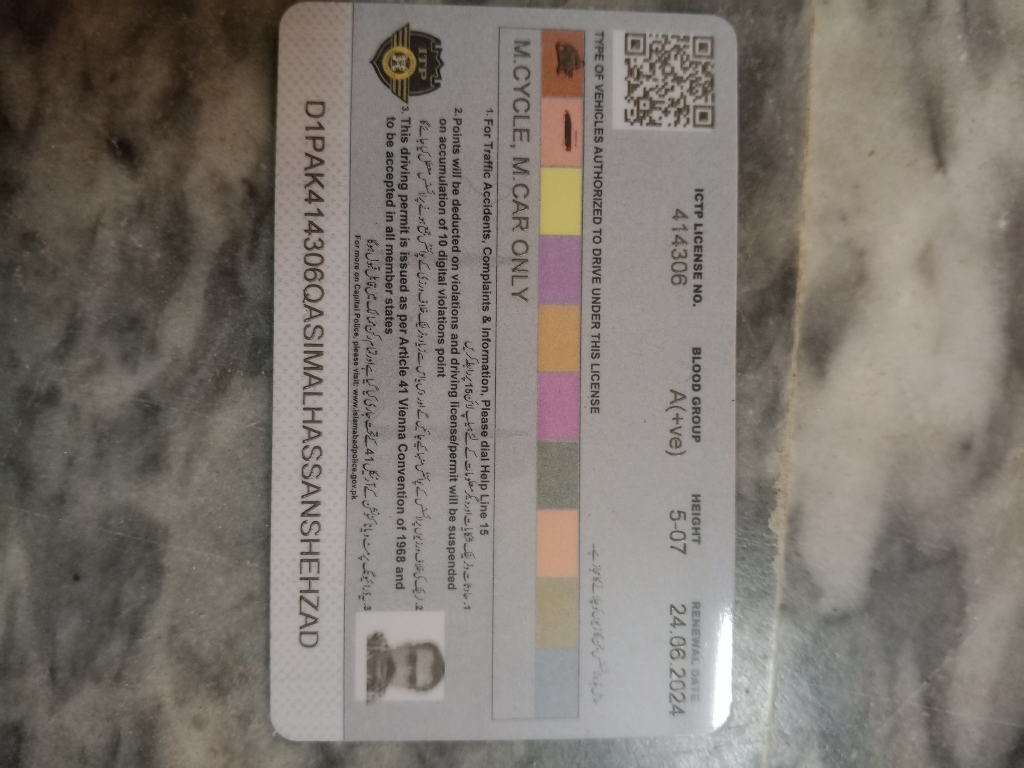 ICTP LICENSE NO.
414306
BLOOD GROUP
A(+ve)
HEIGHT
5-07
RENEWAL DATE
24.06.2024
TYPE OF VEHICLES AUTHORIZED TO DRIVE UNDER THIS LICENSE
M.CYCLE, M.CAR ONLY
1. For Traffic Accidents, Complaints & Information, Please dial Help Line 15
2. Points will be deducted on violations and driving license/permit will be suspended
on accumulation of 10 digital violations point
3. This driving permit is issued as per Article 41 Vienna Convention of 1968 and
to be accepted in all member states
For more on Capital Police, please visit: www.islamabadpolice.gov.pk
ITP
D1PAK414306QASIMALHASSANSHEHZAD